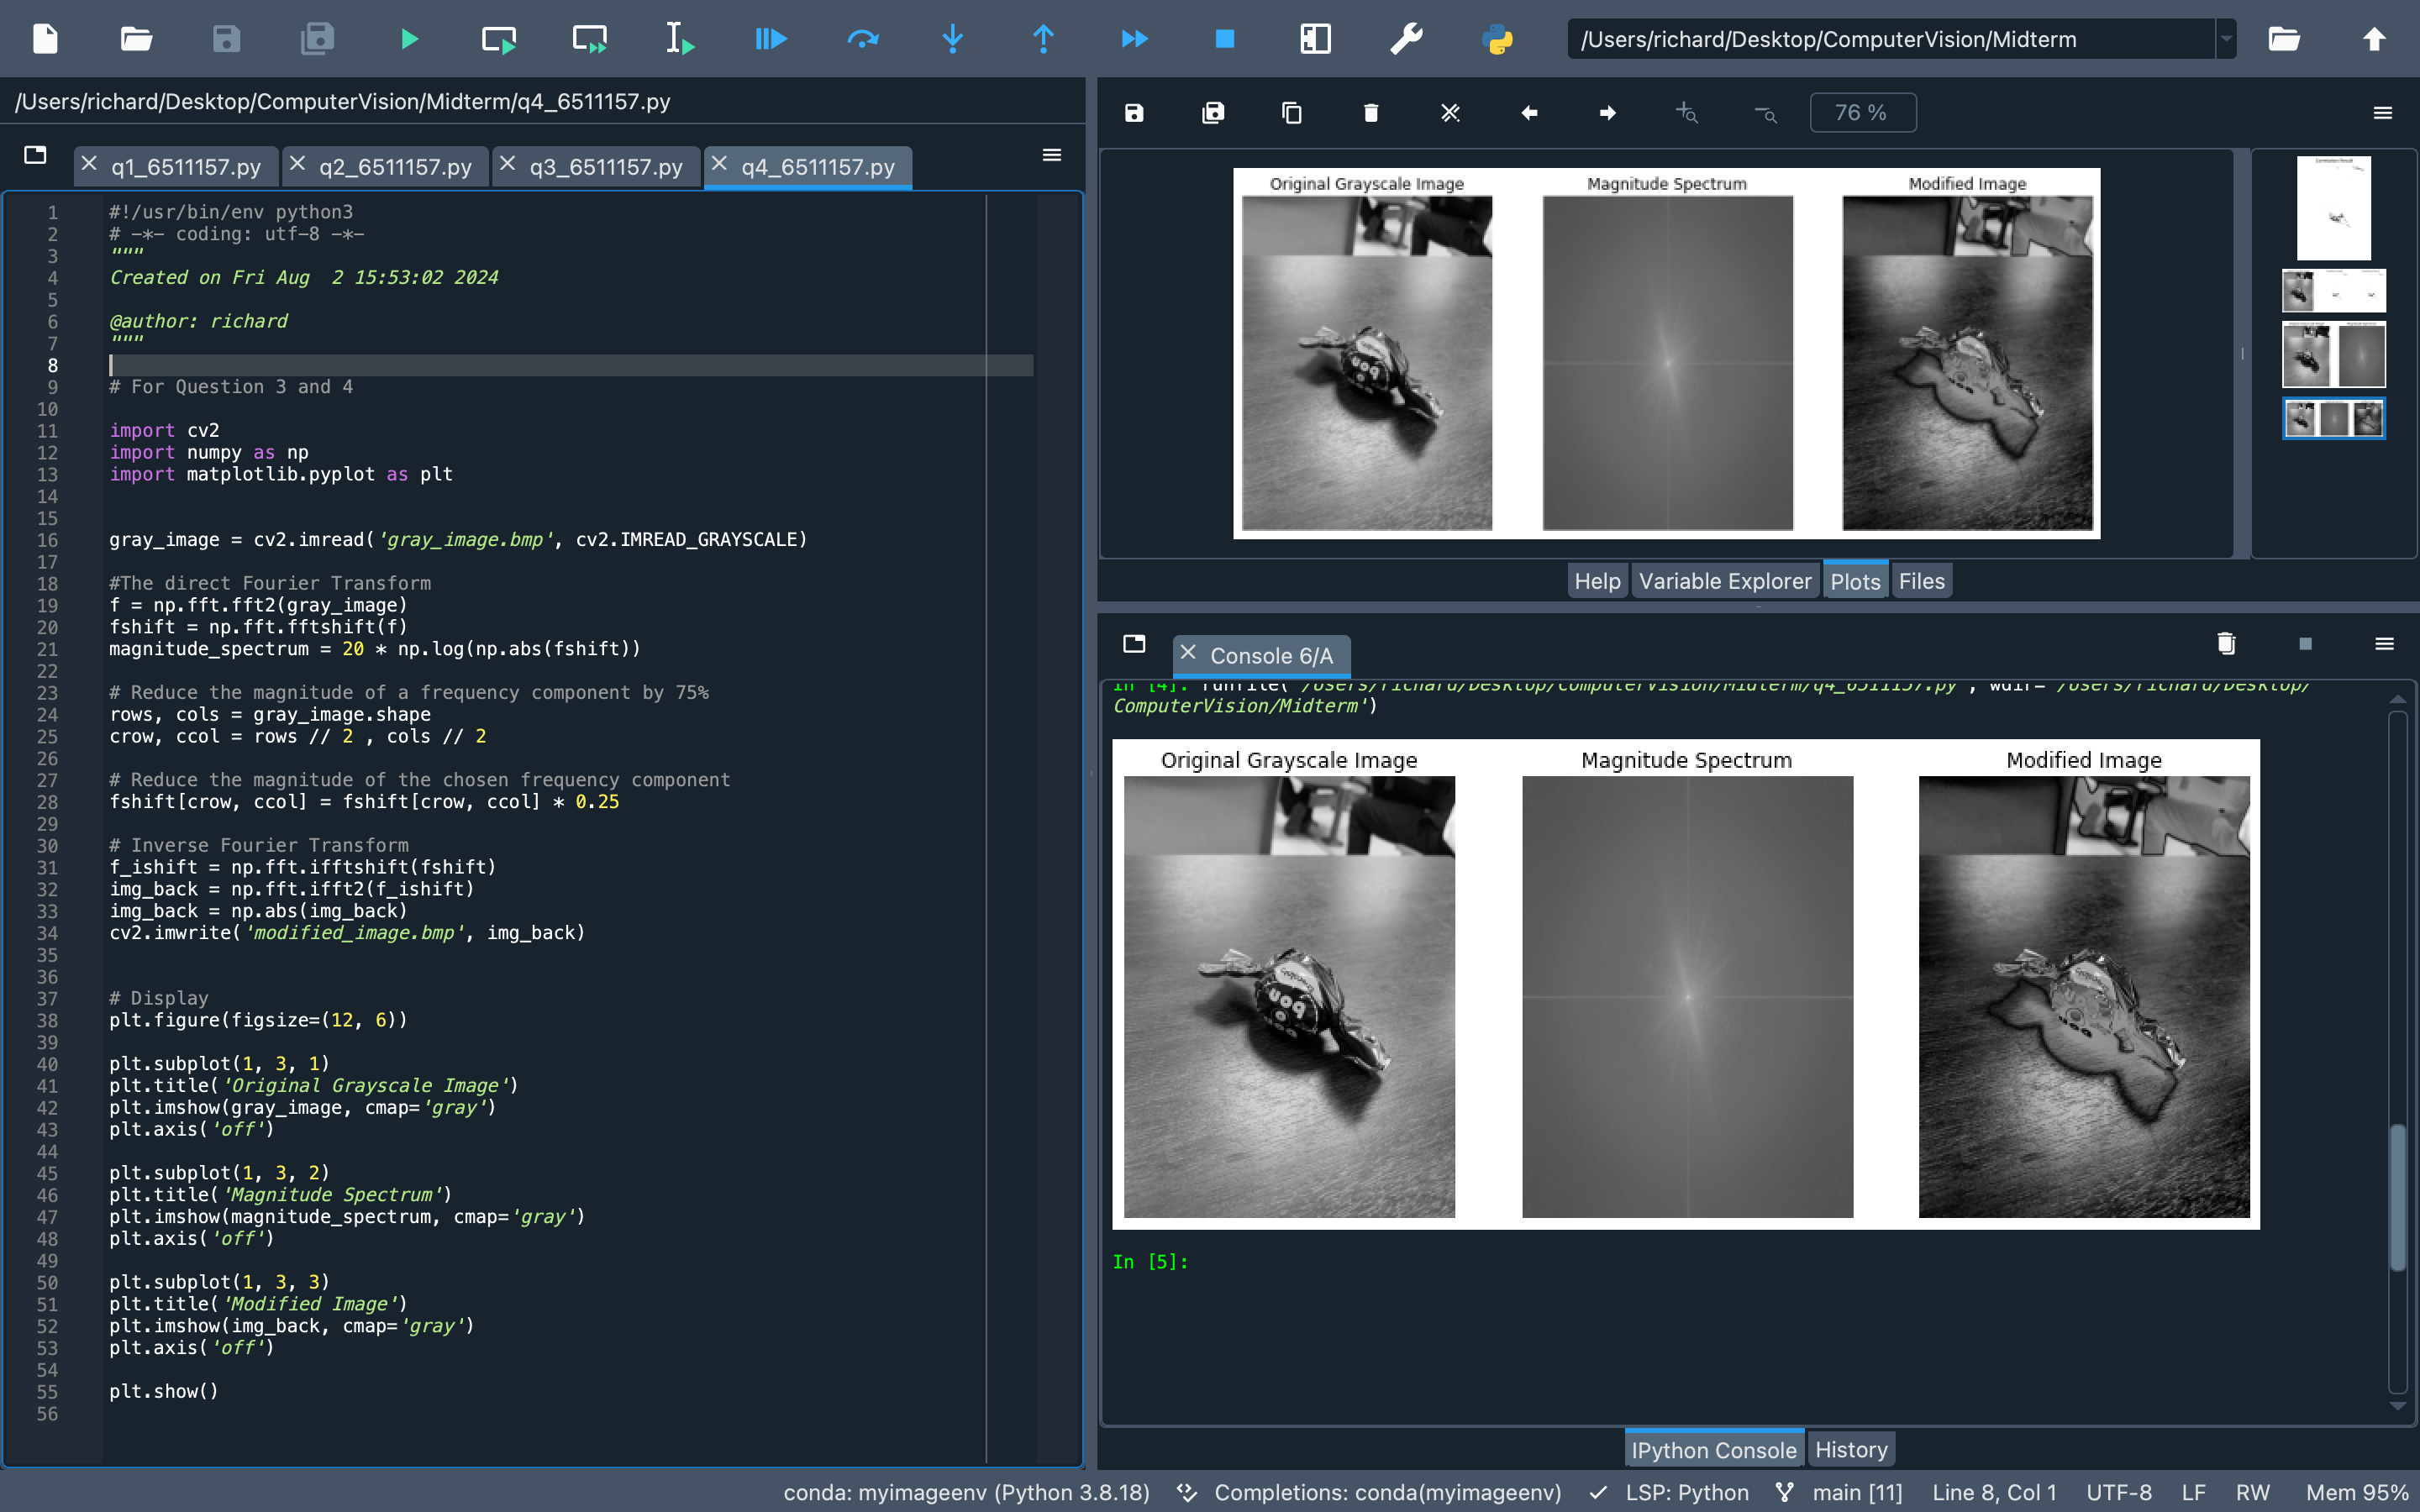 /Users/richard/Desktop/ComputerVision/Midterm
/Users/richard/Desktop/ComputerVision/Midterm/q4_6511157.py
q1_6511157.py
q2_6511157.py
q3_6511157.py
q4_6511157.py
1 #!/usr/bin/env python3
2 # -*- coding: utf-8 -*-
3 """
4 Created on Fri Aug  2 15:53:02 2024
5
6 @author: richard
7 """
8
9 # For Question 3 and 4
10
11 import cv2
12 import numpy as np
13 import matplotlib.pyplot as plt
14
15
16 gray_image = cv2.imread('gray_image.bmp', cv2.IMREAD_GRAYSCALE)
17
18 #The direct Fourier Transform
19 f = np.fft.fft2(gray_image)
20 fshift = np.fft.fftshift(f)
21 magnitude_spectrum = 20 * np.log(np.abs(fshift))
22
23 # Reduce the magnitude of a frequency component by 75%
24 rows, cols = gray_image.shape
25 crow, ccol = rows // 2 , cols // 2
26
27 # Reduce the magnitude of the chosen frequency component
28 fshift[crow, ccol] = fshift[crow, ccol] * 0.25
29
30 # Inverse Fourier Transform
31 f_ishift = np.fft.ifftshift(fshift)
32 img_back = np.fft.ifft2(f_ishift)
33 img_back = np.abs(img_back)
34 cv2.imwrite('modified_image.bmp', img_back)
35
36
37 # Display
38 plt.figure(figsize=(12, 6))
39
40 plt.subplot(1, 3, 1)
41 plt.title('Original Grayscale Image')
42 plt.imshow(gray_image, cmap='gray')
43 plt.axis('off')
44
45 plt.subplot(1, 3, 2)
46 plt.title('Magnitude Spectrum')
47 plt.imshow(magnitude_spectrum, cmap='gray')
48 plt.axis('off')
49
50 plt.subplot(1, 3, 3)
51 plt.title('Modified Image')
52 plt.imshow(img_back, cmap='gray')
53 plt.axis('off')
54
55 plt.show()
56
76 %
Original Grayscale Image
Magnitude Spectrum
Modified Image
Help
Variable Explorer
Plots
Files
Console 6/A
In [4]: runfile('/Users/richard/Desktop/ComputerVision/Midterm/q4_6511157.py', wdir='/Users/richard/Desktop/
ComputerVision/Midterm')
Original Grayscale Image
Magnitude Spectrum
Modified Image
In [5]:
IPython Console
History
conda: myimageenv (Python 3.8.18)
Completions: conda(myimageenv)
LSP: Python
main [11]
Line 8, Col 1
UTF-8
LF
RW
Mem 95%